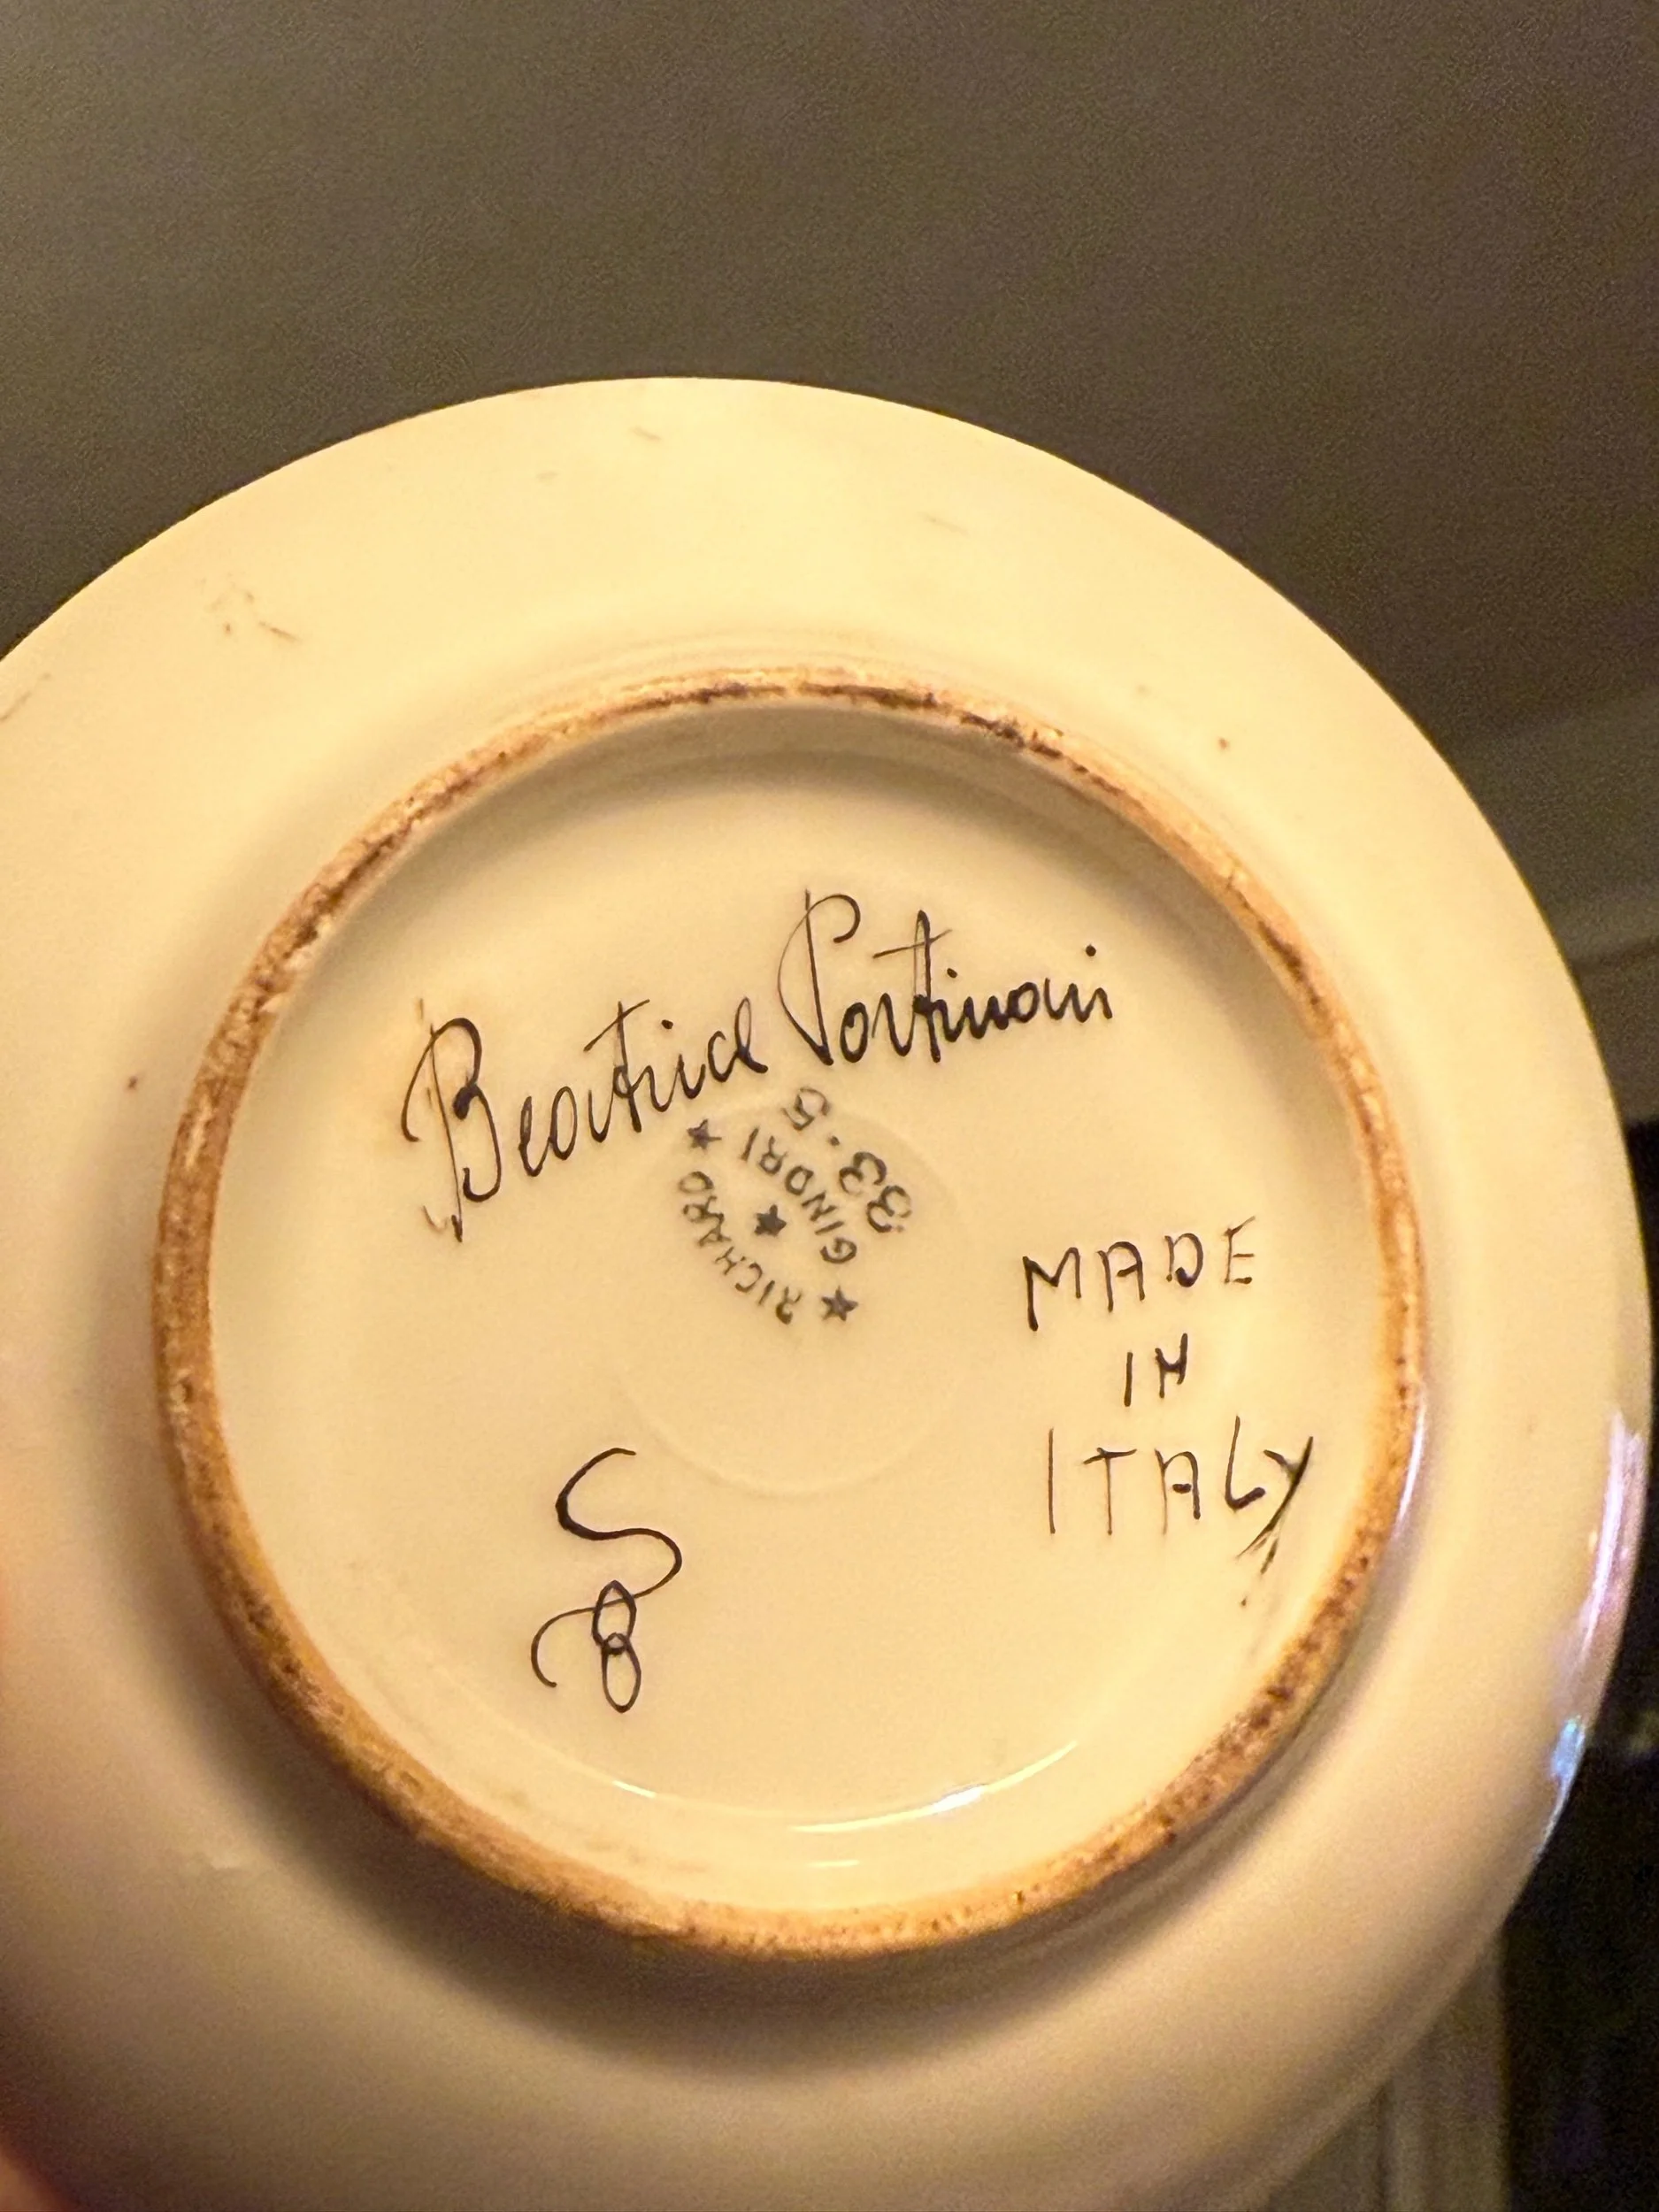 Beatrice Portinari
★ RICHARD ★
★
GINORI
33.5
MADE
IN
ITALY